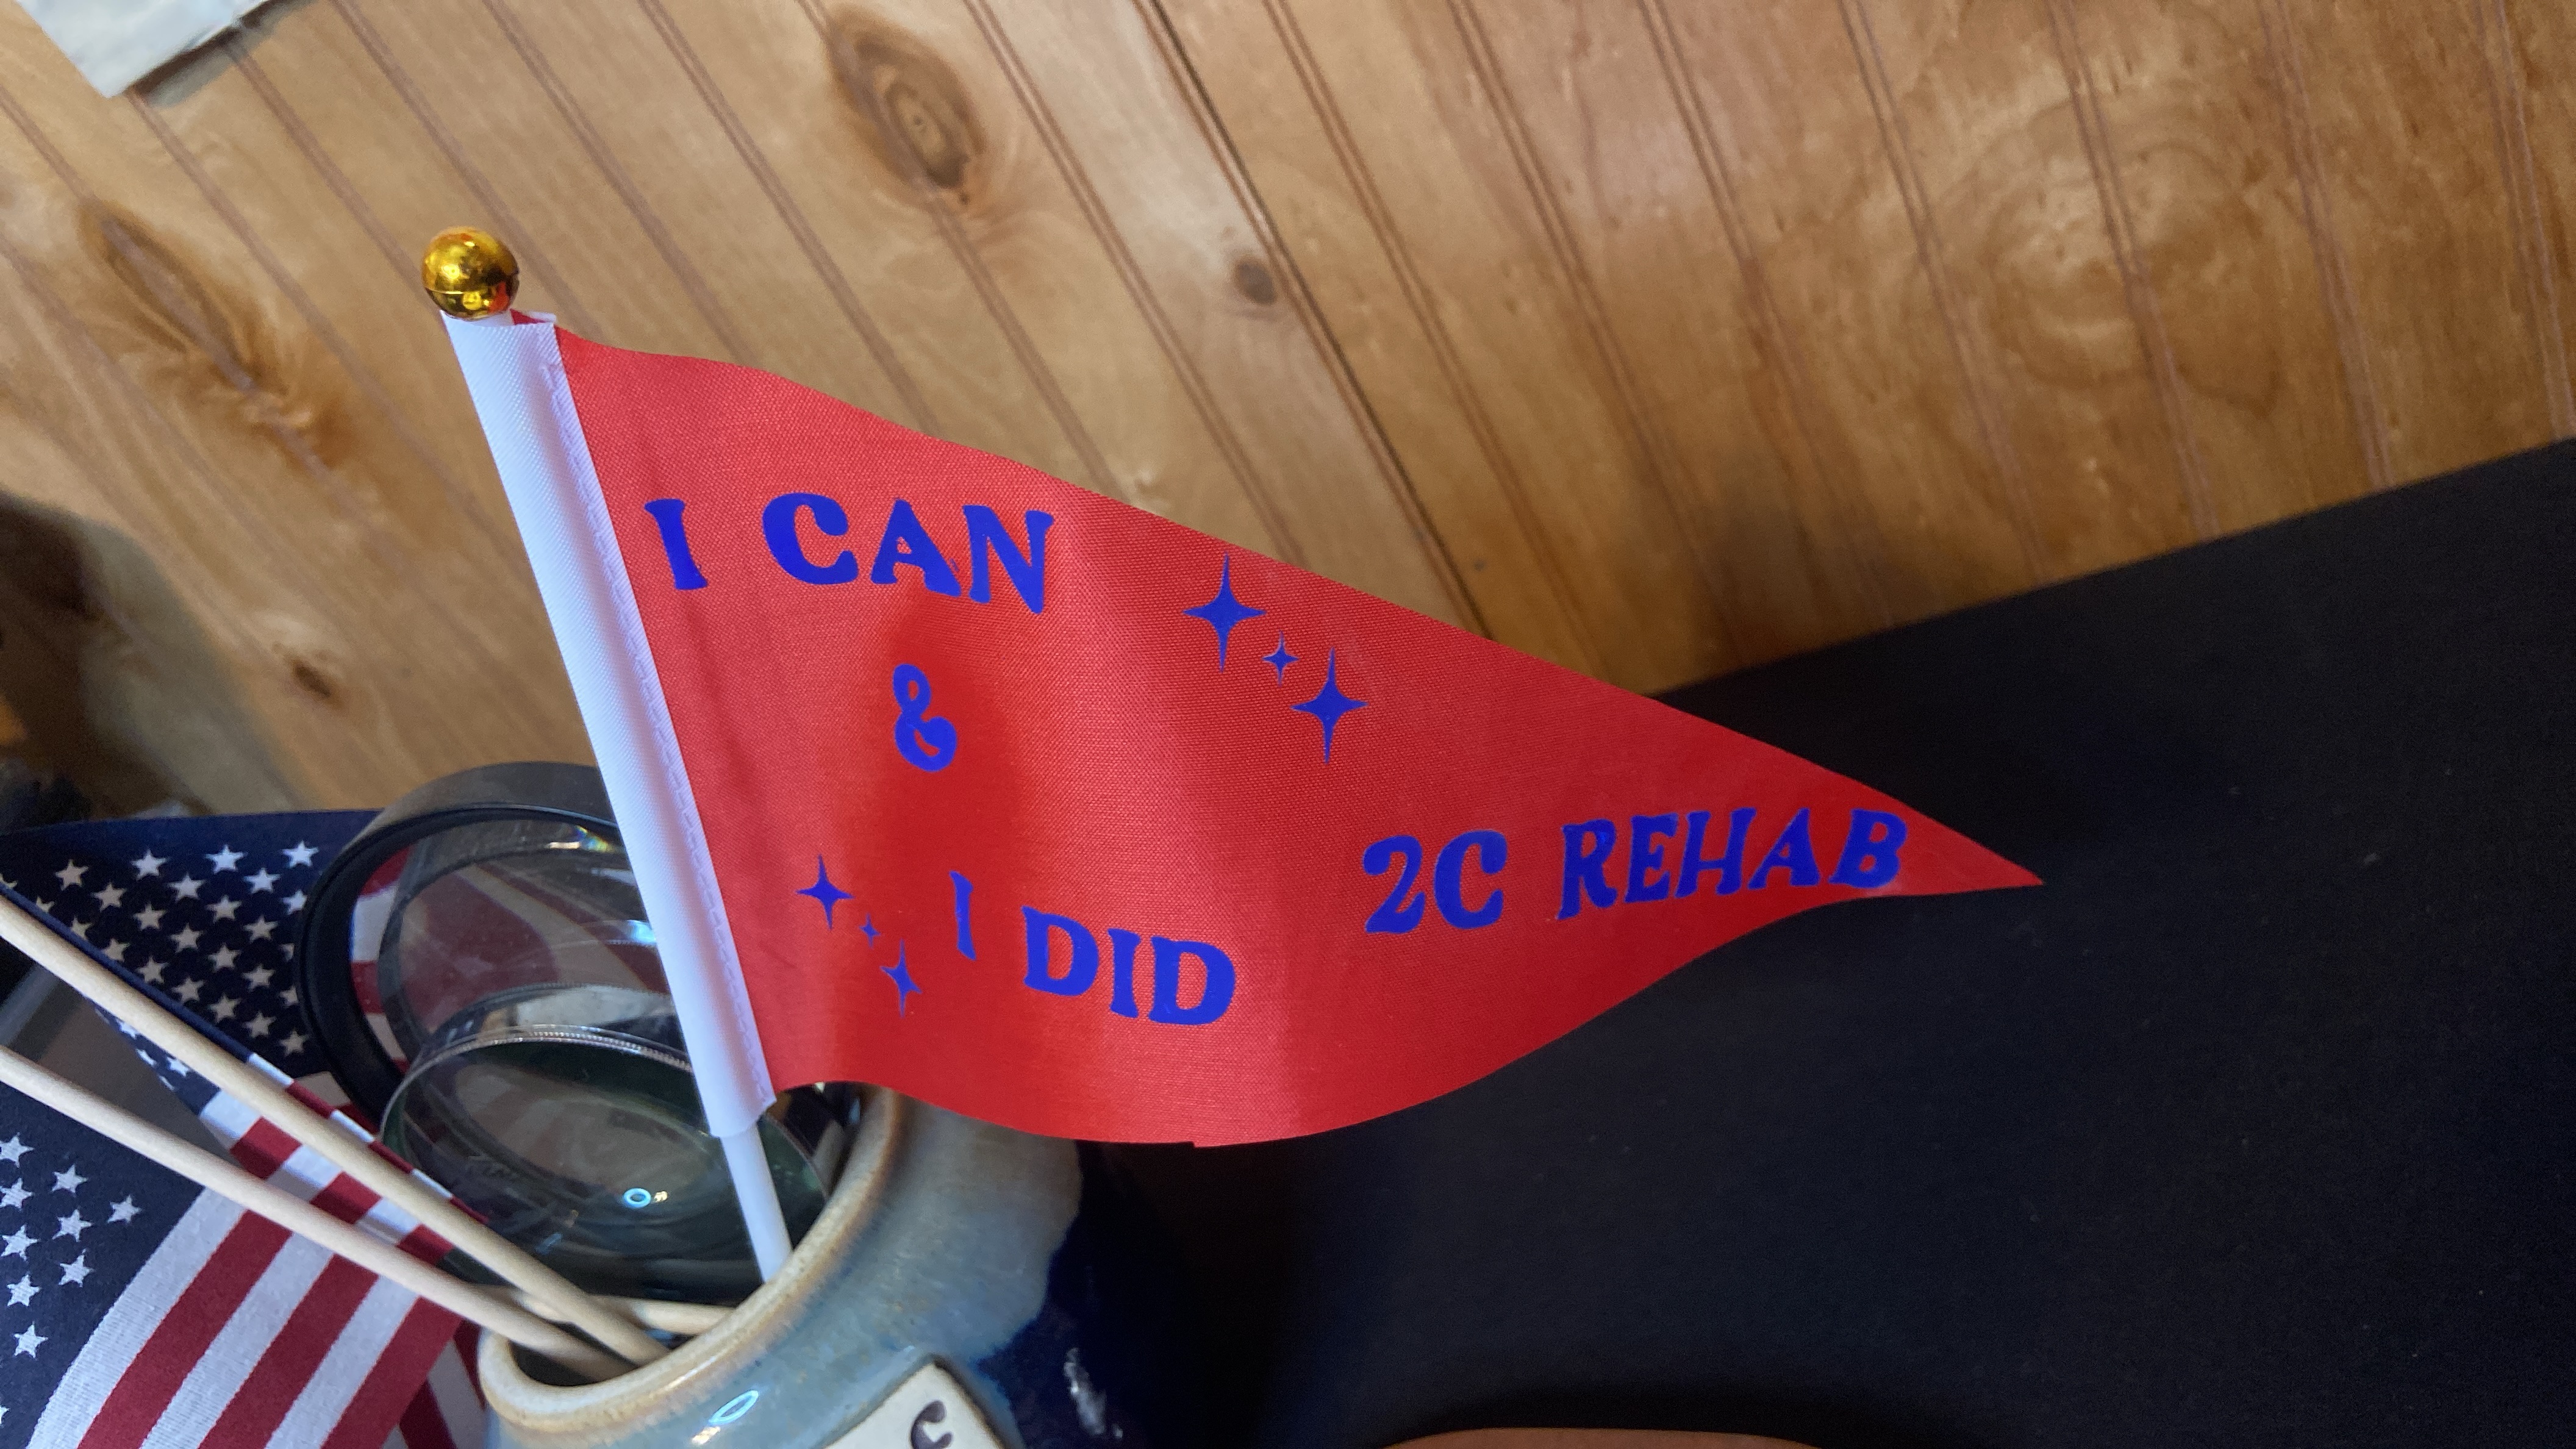 I CAN
&
I DID
2C REHAB